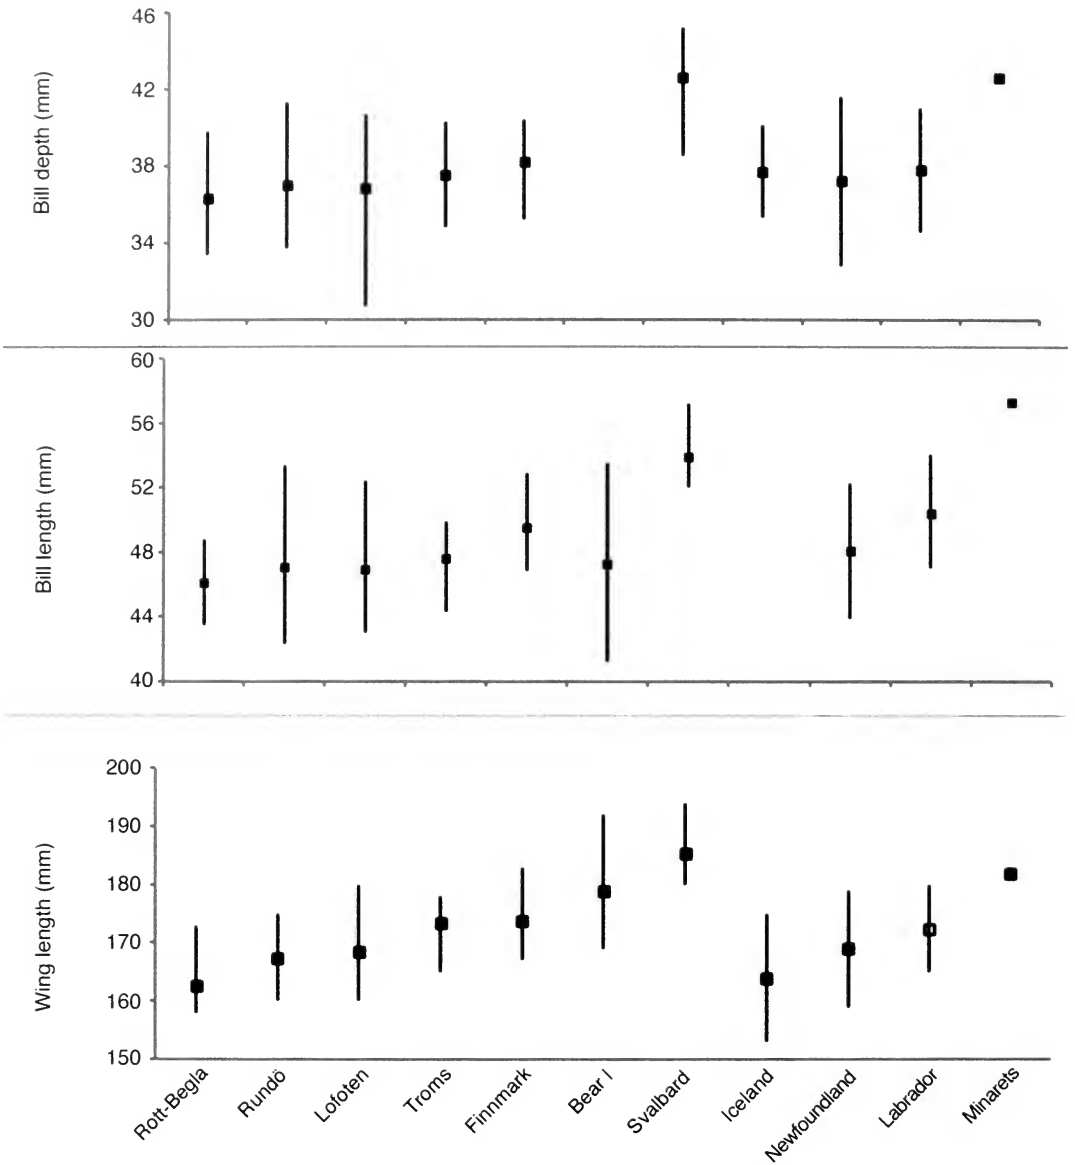 46
42
38
34
30
Bill depth (mm)
60
56
52
48
44
40
Bill length (mm)
200
190
180
170
160
150
Wing length (mm)
Rott-Begla
Rundö
Lofoten
Troms
Finnmark
Bear I
Svalbard
Iceland
Newfoundland
Labrador
Minarets